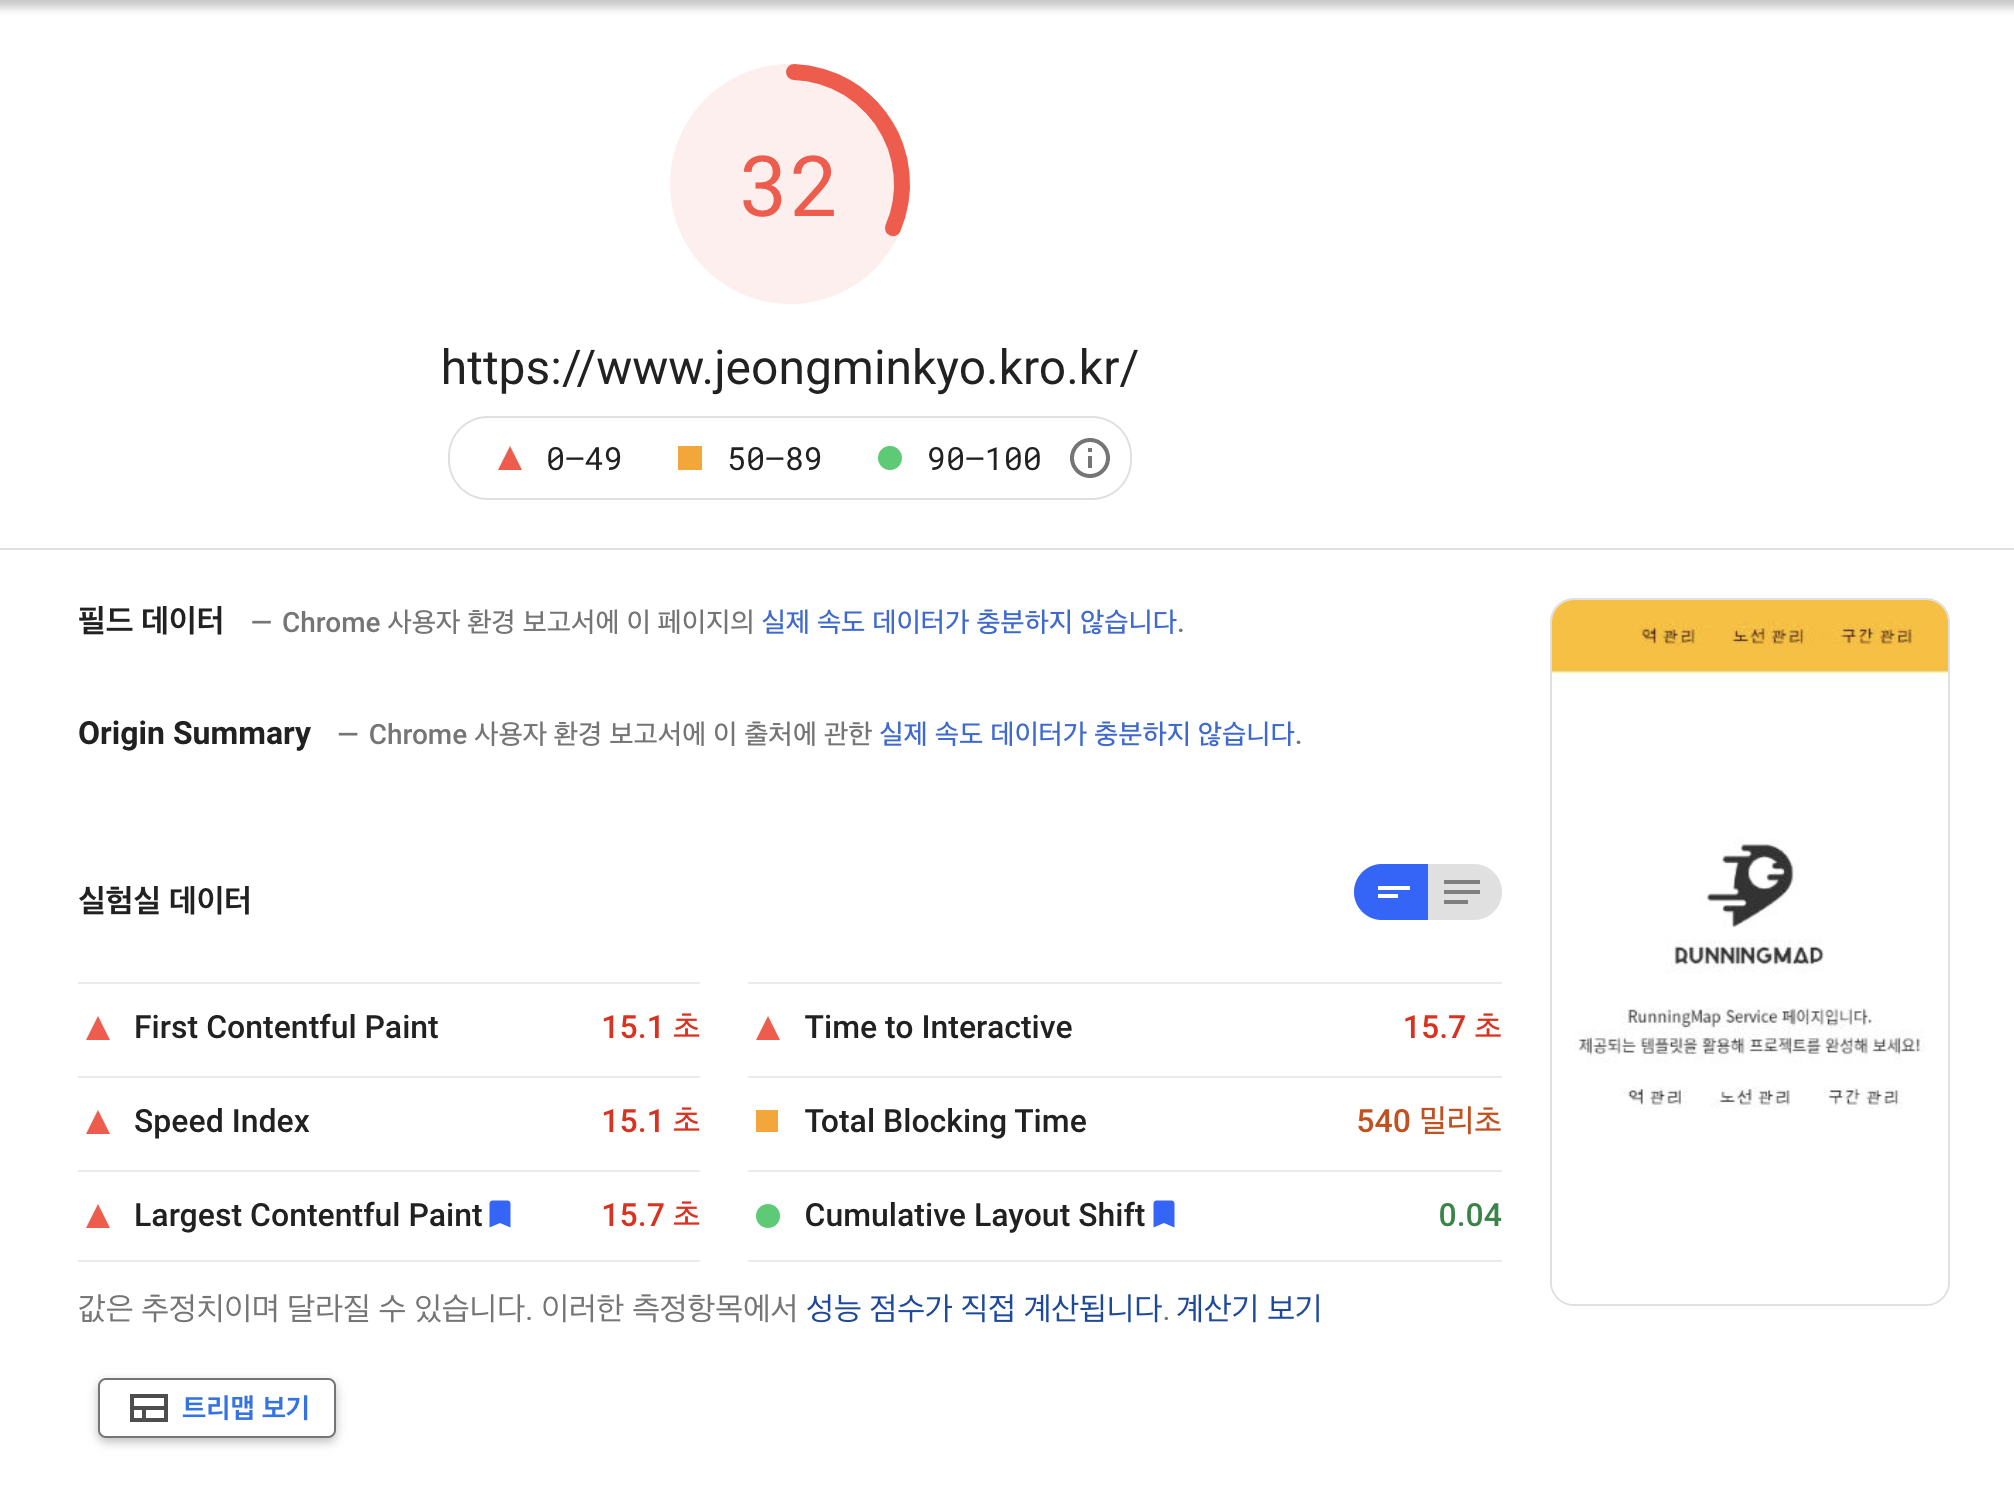 32
https://www.jeongminkyo.kro.kr/
0–49 50–89 90–100
필드 데이터 — Chrome 사용자 환경 보고서에 이 페이지의 실제 속도 데이터가 충분하지 않습니다.
Origin Summary — Chrome 사용자 환경 보고서에 이 출처에 관한 실제 속도 데이터가 충분하지 않습니다.
실험실 데이터
First Contentful Paint 15.1 초
Time to Interactive 15.7 초
Speed Index 15.1 초
Total Blocking Time 540 밀리초
Largest Contentful Paint 15.7 초
Cumulative Layout Shift 0.04
값은 추정치이며 달라질 수 있습니다. 이러한 측정항목에서 성능 점수가 직접 계산됩니다. 계산기 보기
트리맵 보기
역 관리 노선 관리 구간 관리
RUNNINGMAP
RunningMap Service 페이지입니다.
제공되는 템플릿을 활용해 프로젝트를 완성해 보세요!
역 관리 노선 관리 구간 관리